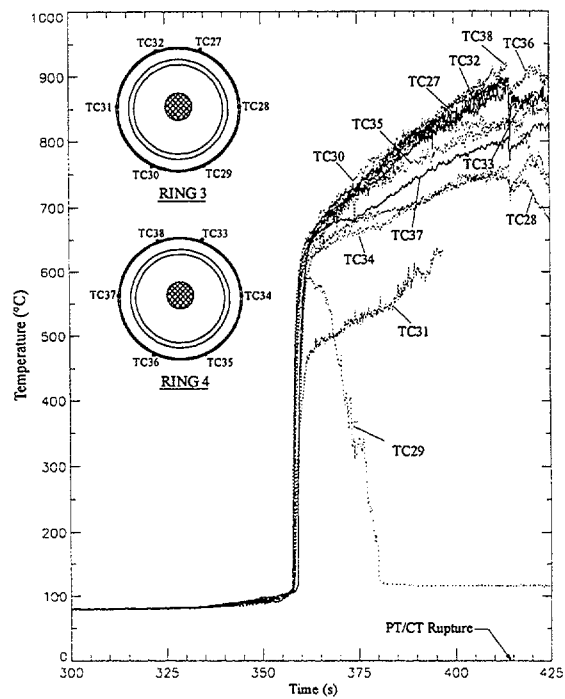 1000
900
800
700
600
500
400
300
200
100
C
Temperature (°C)
300
325
350
375
400
425
Time (s)
TC32
TC27
TC31
TC28
TC30
TC29
RING 3
TC38
TC33
TC37
TC34
TC36
TC35
RING 4
TC38
TC36
TC32
TC27
TC35
TC30
TC33
TC28
TC37
TC34
TC31
TC29
PT/CT Rupture